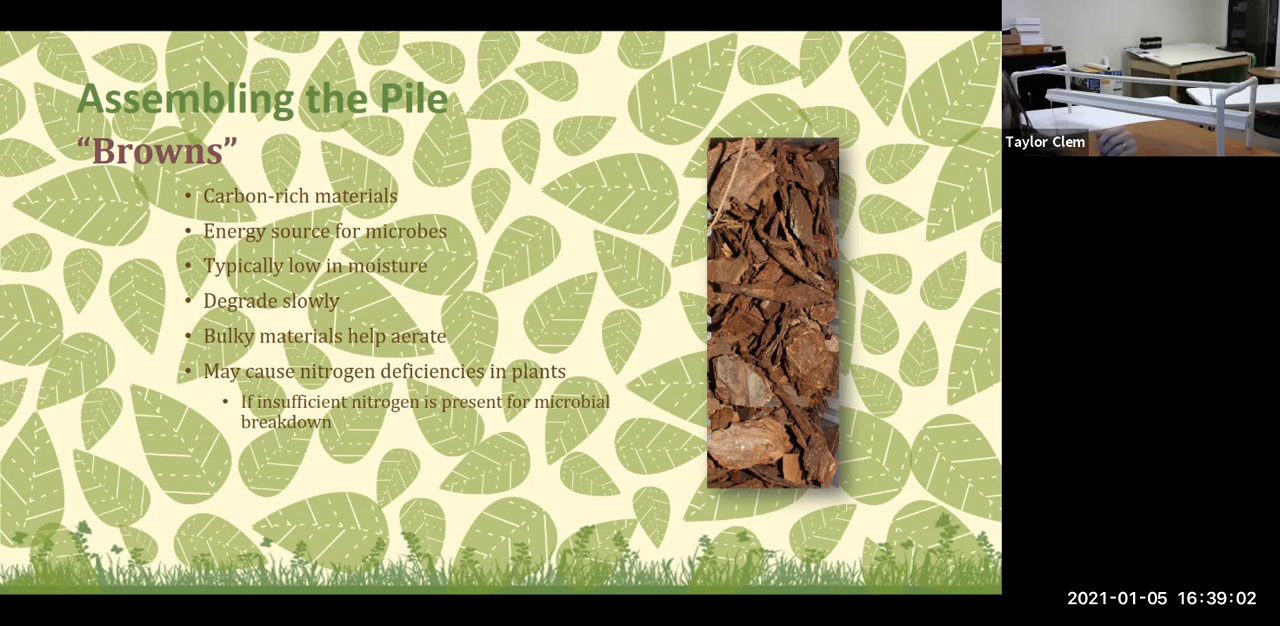 Assembling the Pile
“Browns”
• Carbon-rich materials
• Energy source for microbes
• Typically low in moisture
• Degrade slowly
• Bulky materials help aerate
• May cause nitrogen deficiencies in plants
• If insufficient nitrogen is present for microbial
breakdown
Taylor Clem
2021-01-05 16:39:02